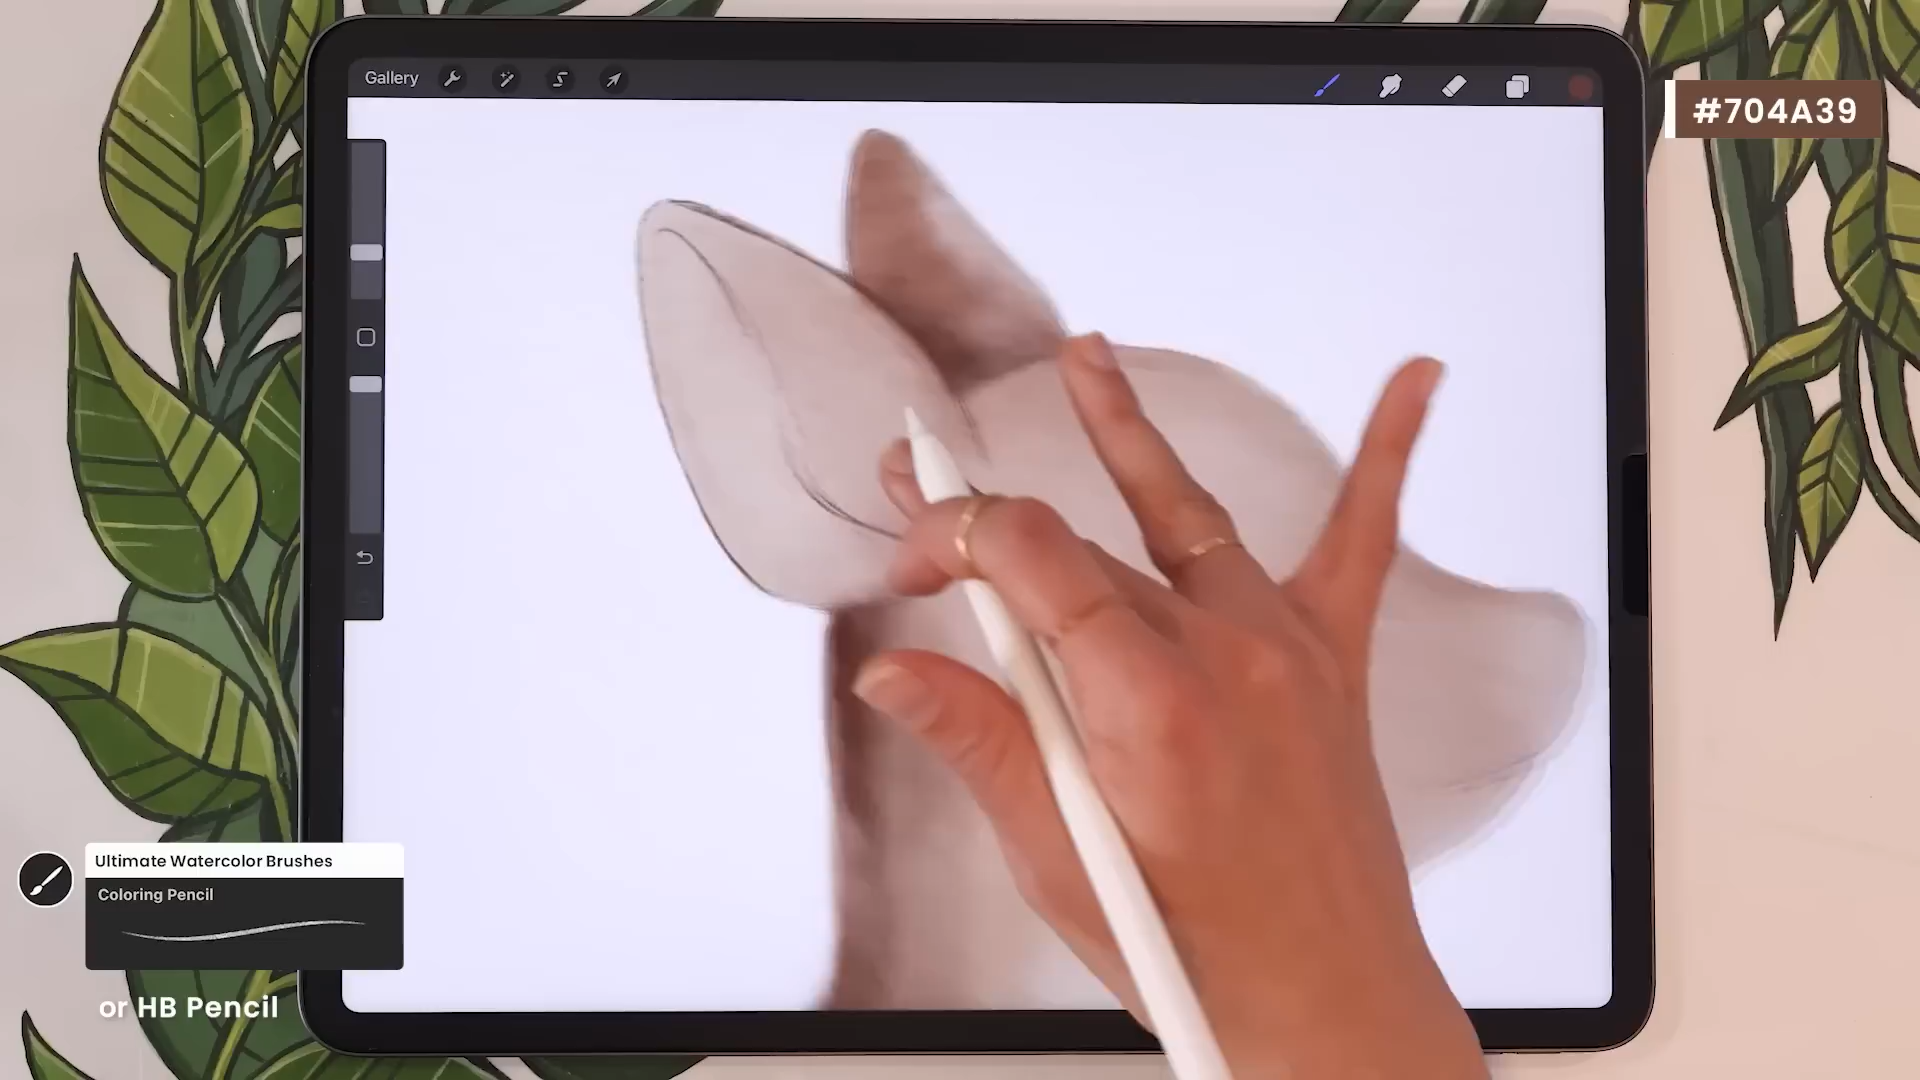 Gallery
#704A39
Ultimate Watercolor Brushes
Coloring Pencil
or HB Pencil